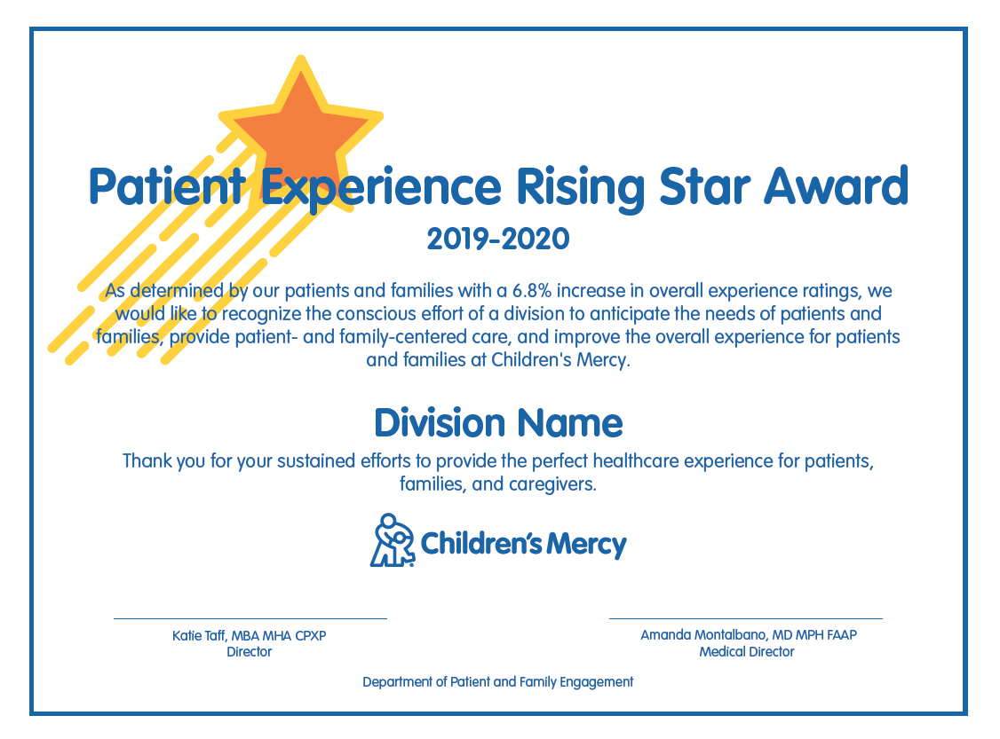 Patient Experience Rising Star Award
2019-2020
As determined by our patients and families with a 6.8% increase in overall experience ratings, we
would like to recognize the conscious effort of a division to anticipate the needs of patients and
families, provide patient- and family-centered care, and improve the overall experience for patients
and families at Children's Mercy.
Division Name
Thank you for your sustained efforts to provide the perfect healthcare experience for patients,
families, and caregivers.
Children's Mercy
Katie Taff, MBA MHA CPXP
Director
Amanda Montalbano, MD MPH FAAP
Medical Director
Department of Patient and Family Engagement